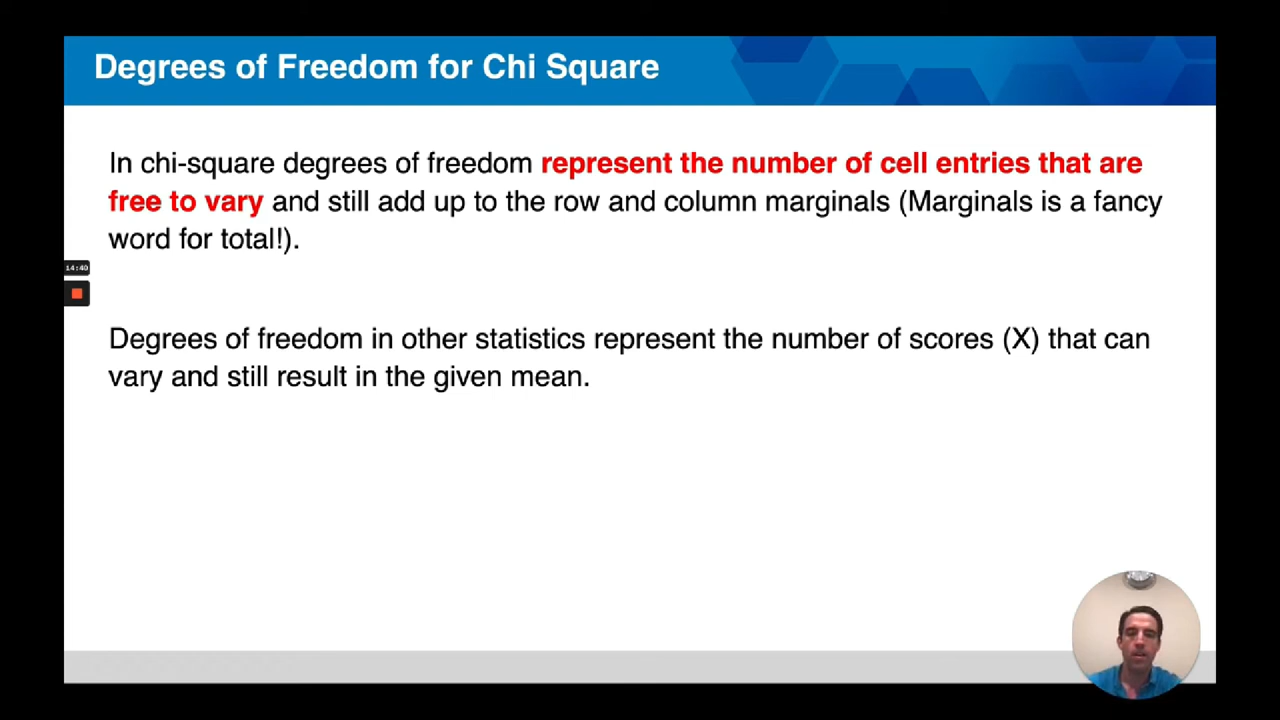 Degrees of Freedom for Chi Square
In chi-square degrees of freedom represent the number of cell entries that are
free to vary and still add up to the row and column marginals (Marginals is a fancy
word for total!).
14:40
Degrees of freedom in other statistics represent the number of scores (X) that can
vary and still result in the given mean.